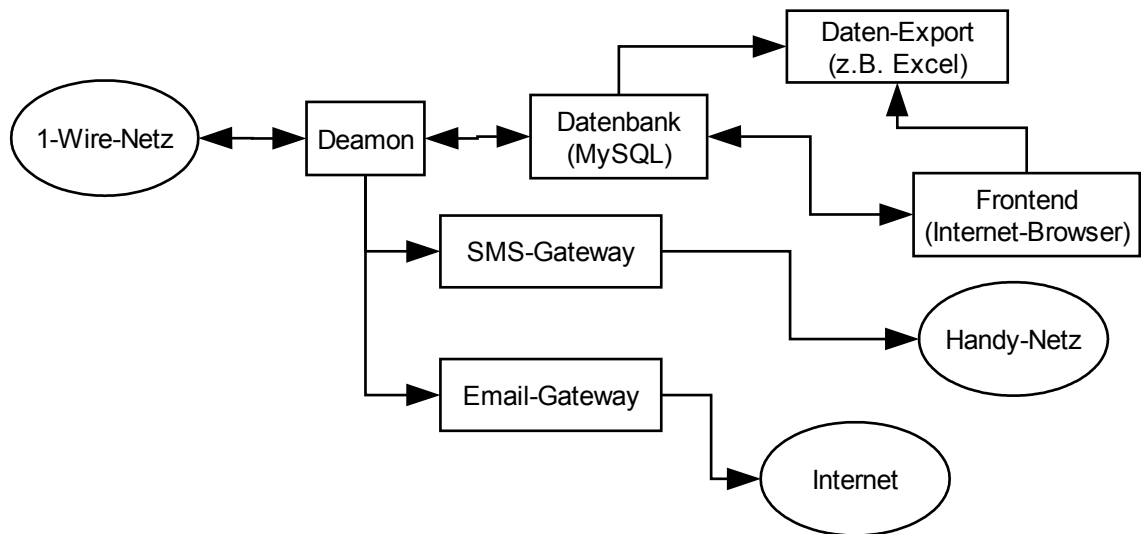 Daten-Export
(z.B. Excel)
1-Wire-Netz
Deamon
Datenbank
(MySQL)
Frontend
(Internet-Browser)
SMS-Gateway
Handy-Netz
Email-Gateway
Internet